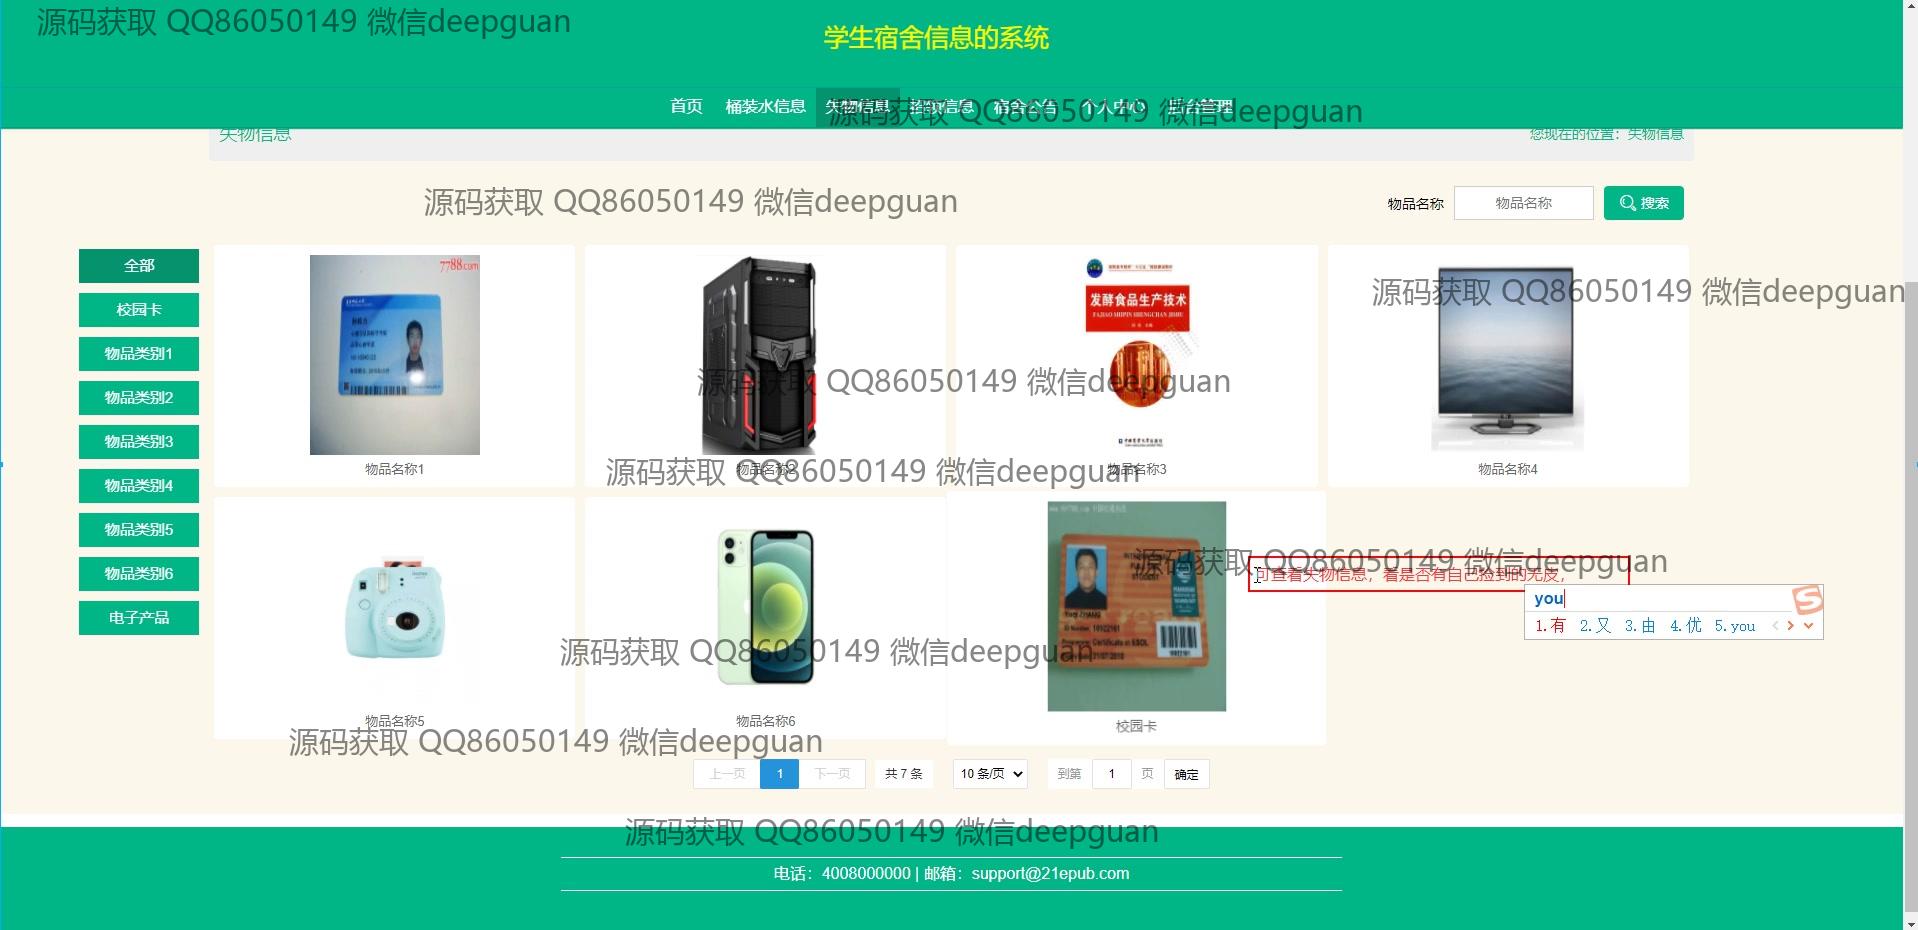 源码获取 QQ86050149 微信deepguan
学生宿舍信息的系统
首页 桶装水信息 失物信息 招领信息 宿舍公告 个人中心 后台管理
源码获取 QQ86050149 微信deepguan
失物信息
您现在的位置：失物信息
源码获取 QQ86050149 微信deepguan
物品名称 物品名称 搜索
全部
校园卡
物品类别1
物品类别2
物品类别3
物品类别4
物品类别5
物品类别6
电子产品
7788.com
发酵食品生产技术
FAJIAO SHIPIN SHENGCHAN JISHU
源码获取 QQ86050149 微信deepguan
源码获取 QQ86050149 微信deepguan
物品名称1
物品名称2
物品名称3
物品名称4
源码获取 QQ86050149 微信deepguan
STUDENT
Yuqi ZHANG
源码获取 QQ86050149 微信deepguan
可查看失物信息，看是否有自己捡到的无皮，
you
1.有 2.又 3.由 4.优 5.you
源码获取 QQ86050149 微信deepguan
物品名称5
物品名称6
校园卡
源码获取 QQ86050149 微信deepguan
上一页 1 下一页 共 7 条 10 条/页 到第 1 页 确定
源码获取 QQ86050149 微信deepguan
电话：4008000000 | 邮箱：support@21epub.com